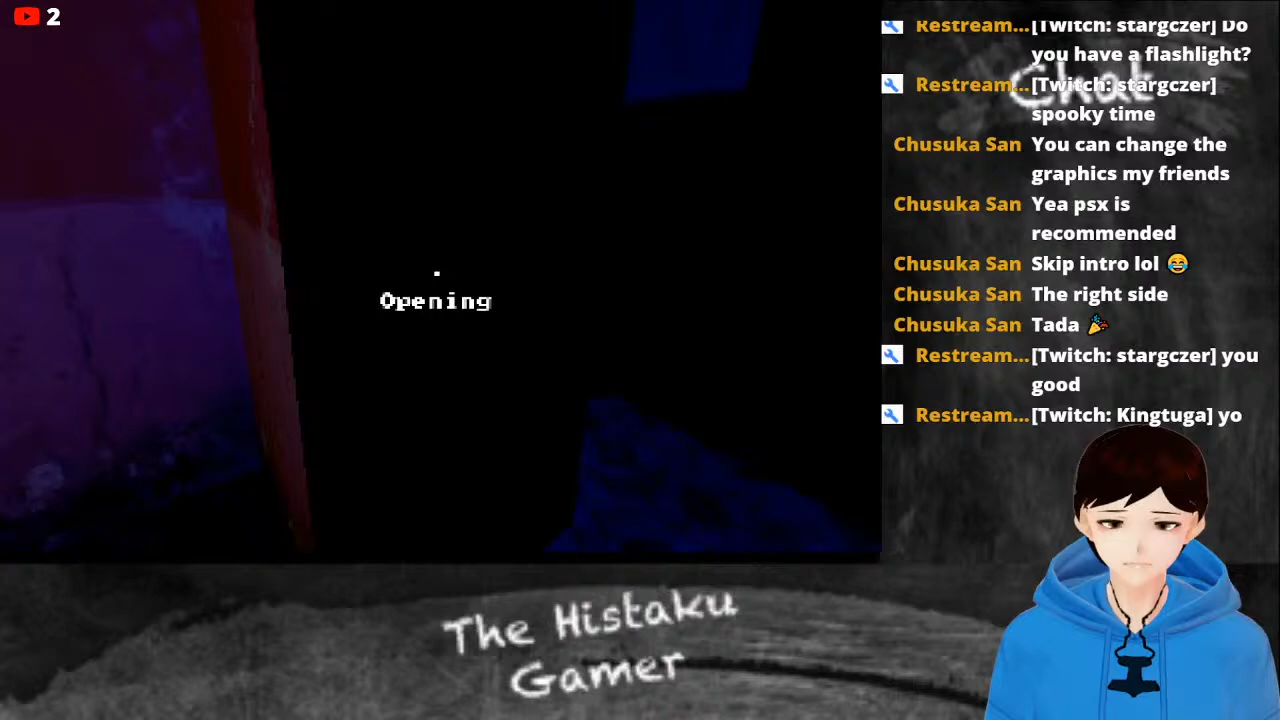 2
Opening
Chat
Restream...[Twitch: stargczer] Do
you have a flashlight?
Restream...[Twitch: stargczer]
spooky time
Chusuka San You can change the
graphics my friends
Chusuka San Yea psx is
recommended
Chusuka San Skip intro lol 😂
Chusuka San The right side
Chusuka San Tada 🎉
Restream...[Twitch: stargczer] you
good
Restream...[Twitch: Kingtuga] yo
The Histaku
Gamer